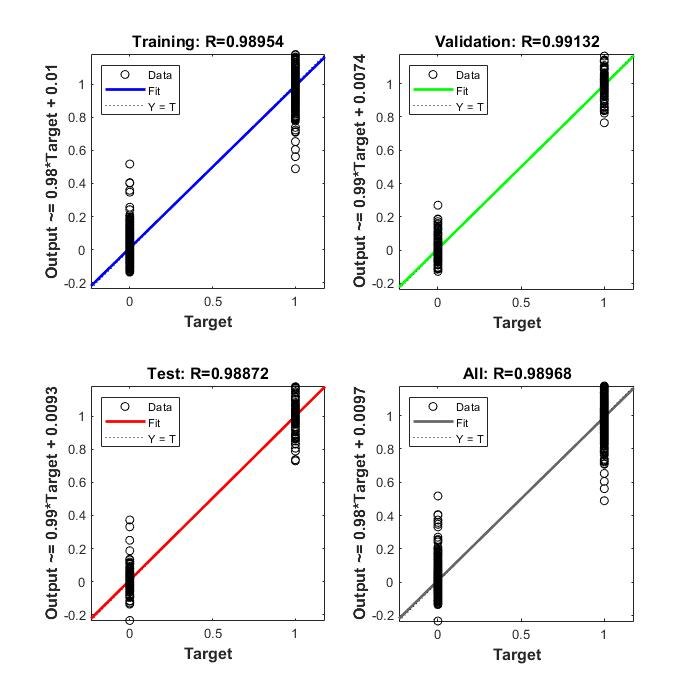 Training: R=0.98954
Output ~= 0.98*Target + 0.01
Data
Fit
Y = T
1
0.8
0.6
0.4
0.2
0
-0.2
0 0.5 1
Target
Validation: R=0.99132
Output ~= 0.99*Target + 0.0074
Data
Fit
Y = T
1
0.8
0.6
0.4
0.2
0
-0.2
0 0.5 1
Target
Test: R=0.98872
Output ~= 0.99*Target + 0.0093
Data
Fit
Y = T
1
0.8
0.6
0.4
0.2
0
-0.2
0 0.5 1
Target
All: R=0.98968
Output ~= 0.98*Target + 0.0097
Data
Fit
Y = T
1
0.8
0.6
0.4
0.2
0
-0.2
0 0.5 1
Target